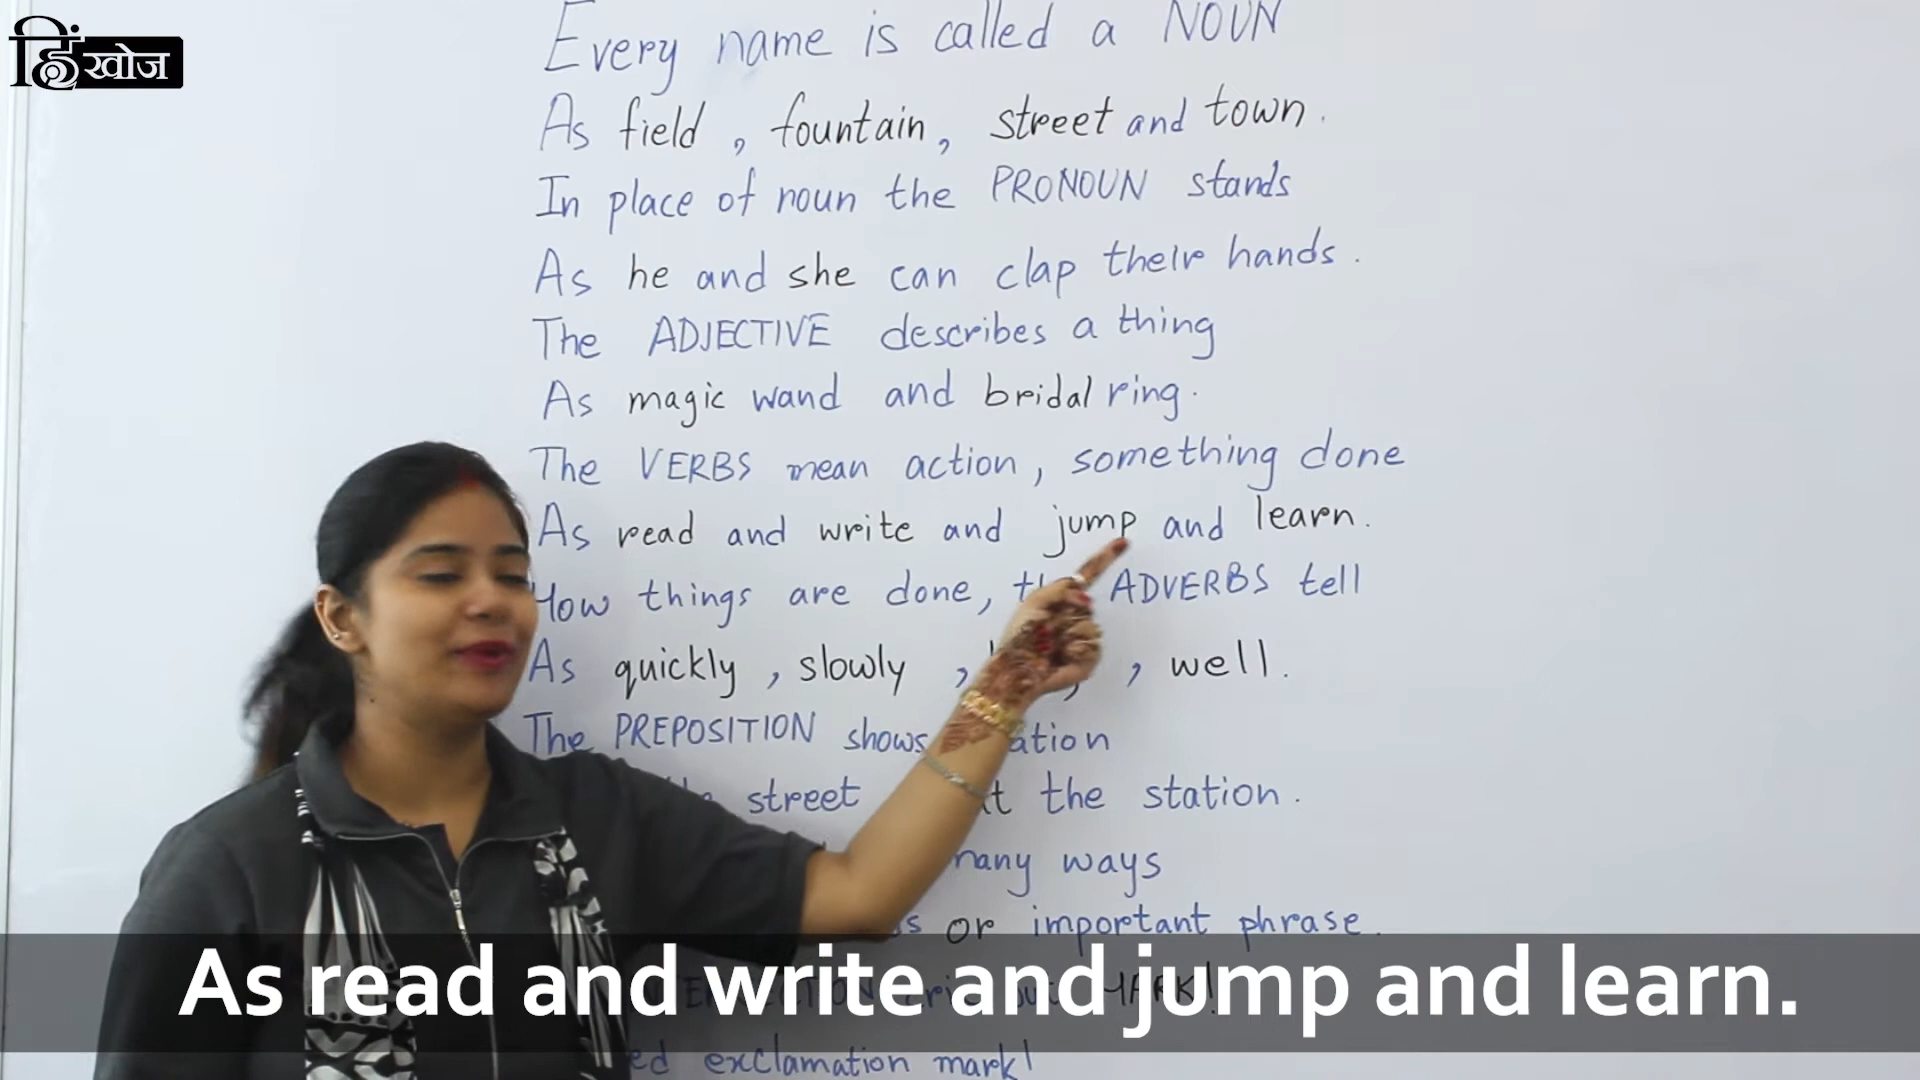 हिंखोज
Every name is called a NOUN
As field, fountain, street and town.
In place of noun the PRONOUN stands
As he and she can clap their hands.
The ADJECTIVE describes a thing
As magic wand and bridal ring.
The VERBS mean action, something done
As read and write and jump and learn.
How things are done, ADVERBS tell
As quickly, slowly, , well.
The PREPOSITION shows
street the station.
many ways
or important phrase.
As read and write and jump and learn.
exclamation mark!